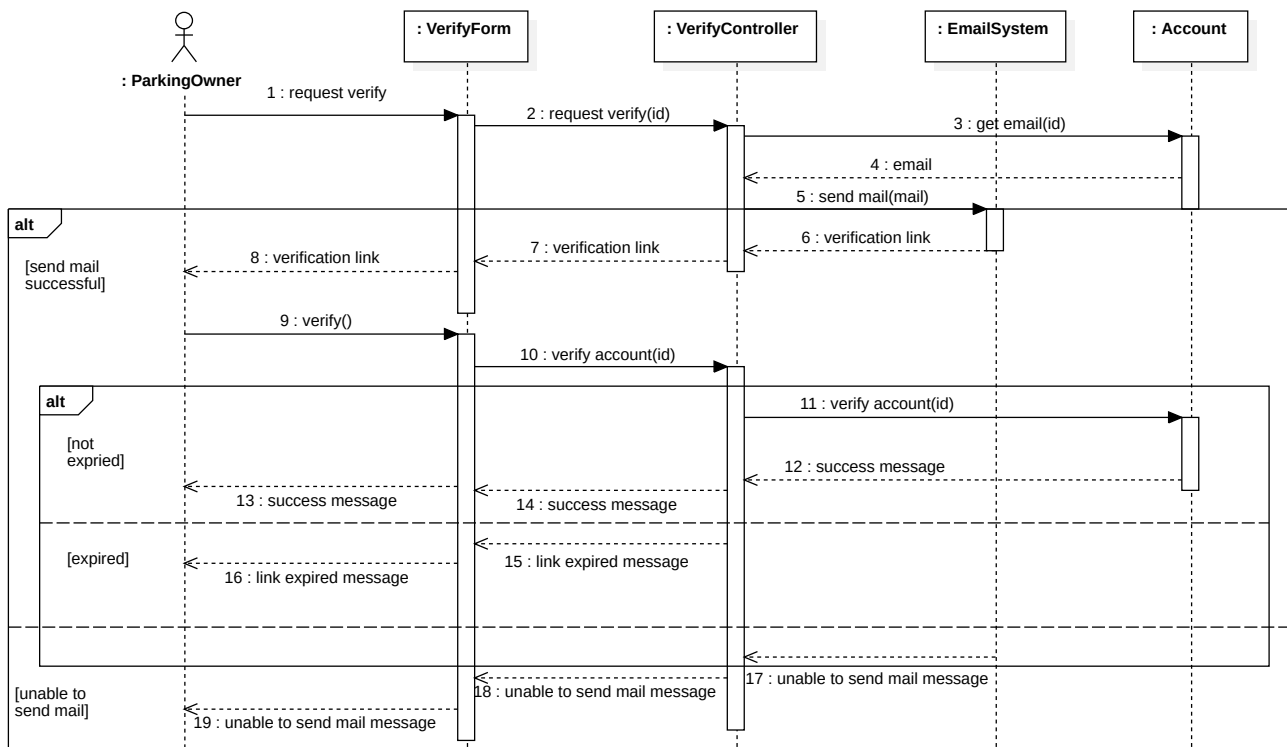 : VerifyForm
: VerifyController
: EmailSystem
: Account
: ParkingOwner
1 : request verify
2 : request verify(id)
3 : get email(id)
4 : email
5 : send mail(mail)
alt
6 : verification link
7 : verification link
8 : verification link
[send mail
successful]
9 : verify()
10 : verify account(id)
alt
11 : verify account(id)
[not
expried]
12 : success message
13 : success message
14 : success message
[expired]
15 : link expired message
16 : link expired message
17 : unable to send mail message
18 : unable to send mail message
[unable to
send mail]
19 : unable to send mail message